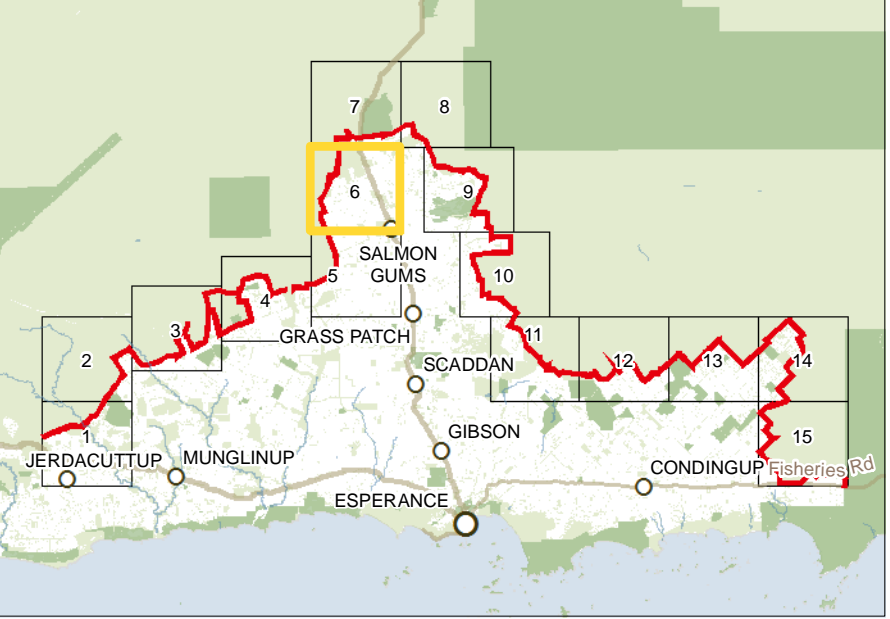 7
8
6
9
SALMON
GUMS
5
10
4
3
GRASS PATCH
11
2
12
13
14
SCADDAN
1
GIBSON
15
JERDACUTTUP
MUNGLINUP
CONDINGUP
Fisheries Rd
ESPERANCE